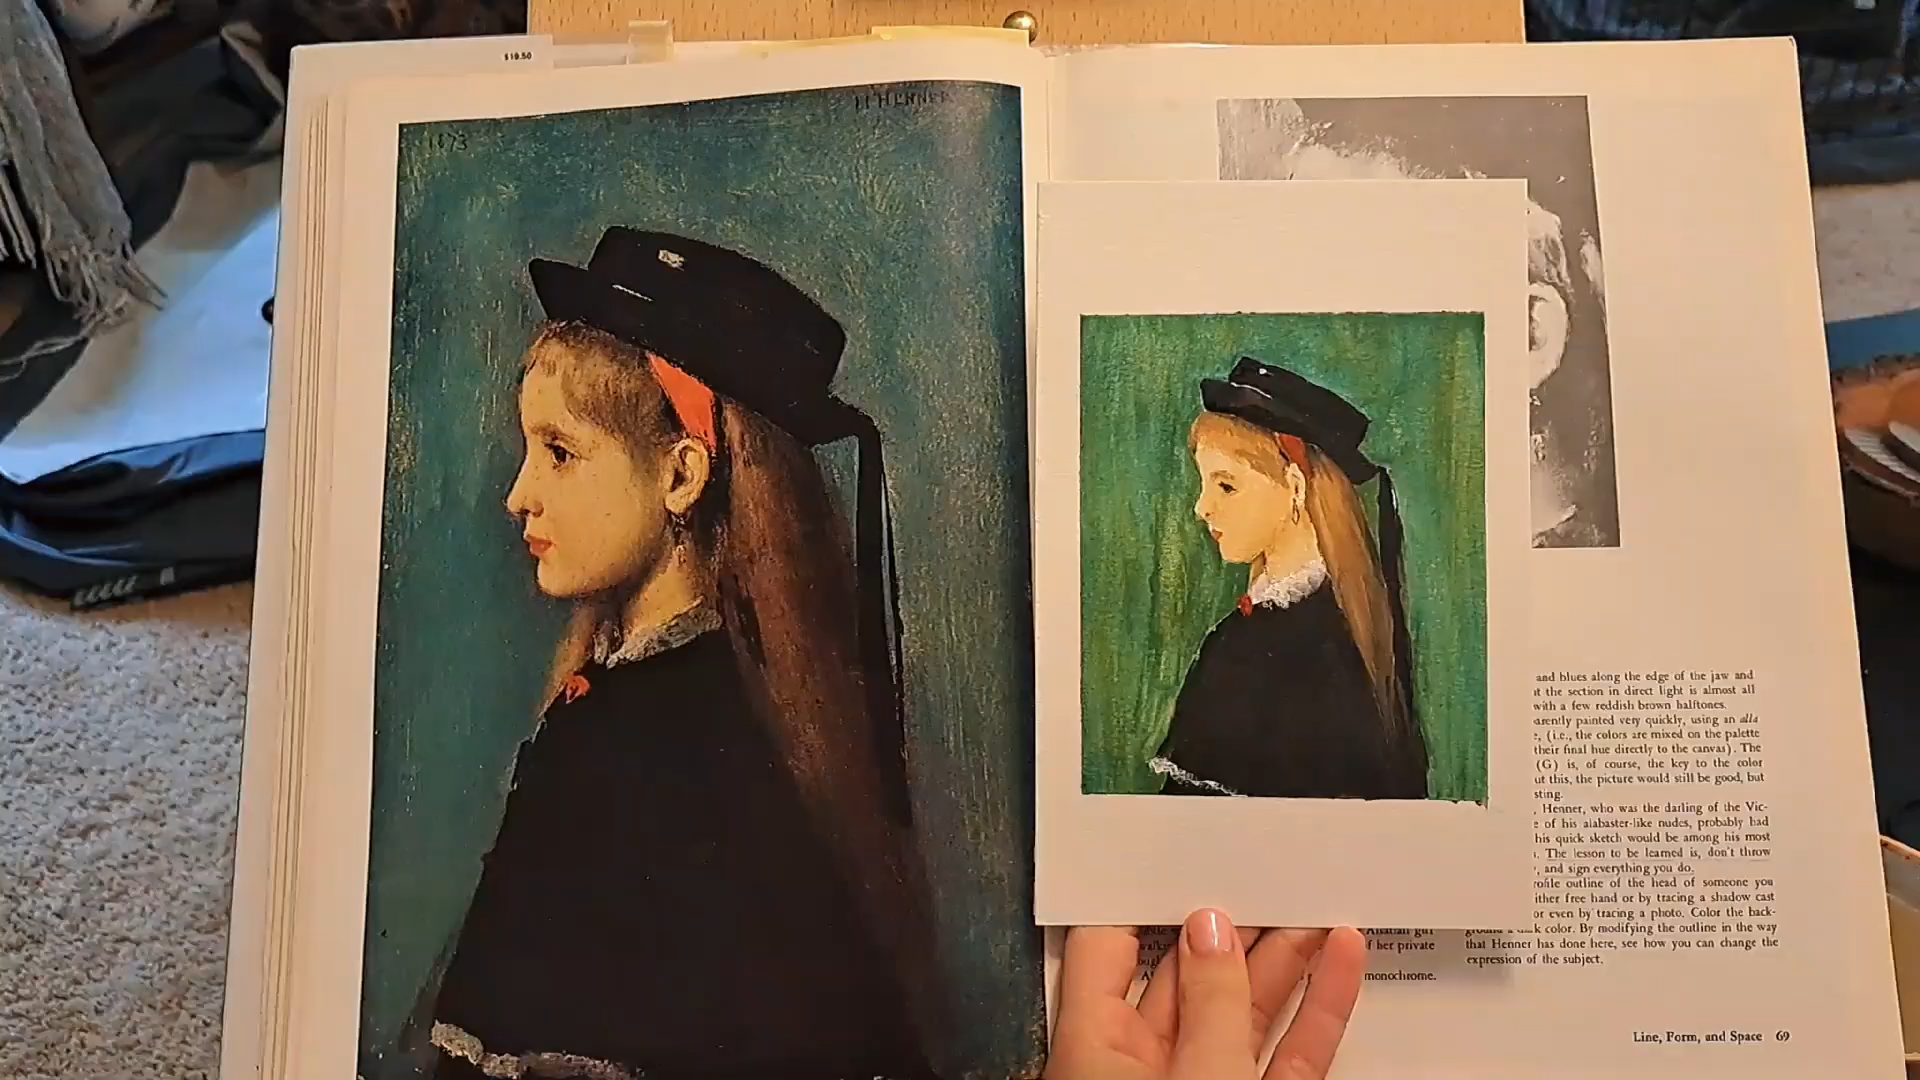 $19.50
1873
HENNER
and blues along the edge of the jaw and
the section in direct light is almost all
with a few reddish brown halftones.
painted very quickly, using an alla
(i.e., the colors are mixed on the palette
their final hue directly to the canvas). The
(G) is, of course, the key to the color
this, the picture would still be good, but
Henner, who was the darling of the Vic-
of his alabaster-like nudes, probably had
his quick sketch would be among his most
The lesson to be learned is, don't throw
, and sign everything you do.
outline of the head of someone you
free hand or by tracing a shadow cast
or even by tracing a photo. Color the back-
color. By modifying the outline in the way
that Henner has done here, see how you can change the
expression of the subject.
girl
her private
monochrome.
Line, Form, and Space 69